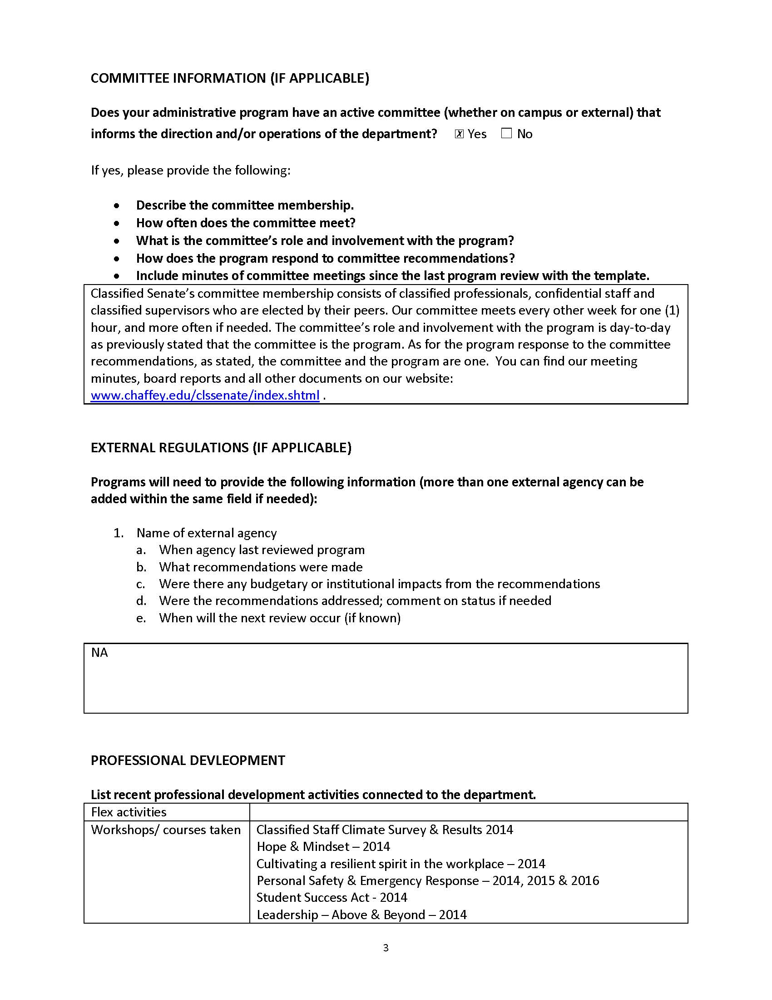 COMMITTEE INFORMATION (IF APPLICABLE)
Does your administrative program have an active committee (whether on campus or external) that
informs the direction and/or operations of the department? ☒ Yes ☐ No
If yes, please provide the following:
• Describe the committee membership.
• How often does the committee meet?
• What is the committee’s role and involvement with the program?
• How does the program respond to committee recommendations?
• Include minutes of committee meetings since the last program review with the template.
Classified Senate’s committee membership consists of classified professionals, confidential staff and
classified supervisors who are elected by their peers. Our committee meets every other week for one (1)
hour, and more often if needed. The committee’s role and involvement with the program is day-to-day
as previously stated that the committee is the program. As for the program response to the committee
recommendations, as stated, the committee and the program are one.  You can find our meeting
minutes, board reports and all other documents on our website:
www.chaffey.edu/clssenate/index.shtml .
EXTERNAL REGULATIONS (IF APPLICABLE)
Programs will need to provide the following information (more than one external agency can be
added within the same field if needed):
1. Name of external agency
a. When agency last reviewed program
b. What recommendations were made
c. Were there any budgetary or institutional impacts from the recommendations
d. Were the recommendations addressed; comment on status if needed
e. When will the next review occur (if known)
NA
PROFESSIONAL DEVLEOPMENT
List recent professional development activities connected to the department.
Flex activities
Workshops/ courses taken Classified Staff Climate Survey & Results 2014
Hope & Mindset – 2014
Cultivating a resilient spirit in the workplace – 2014
Personal Safety & Emergency Response – 2014, 2015 & 2016
Student Success Act - 2014
Leadership – Above & Beyond – 2014
3